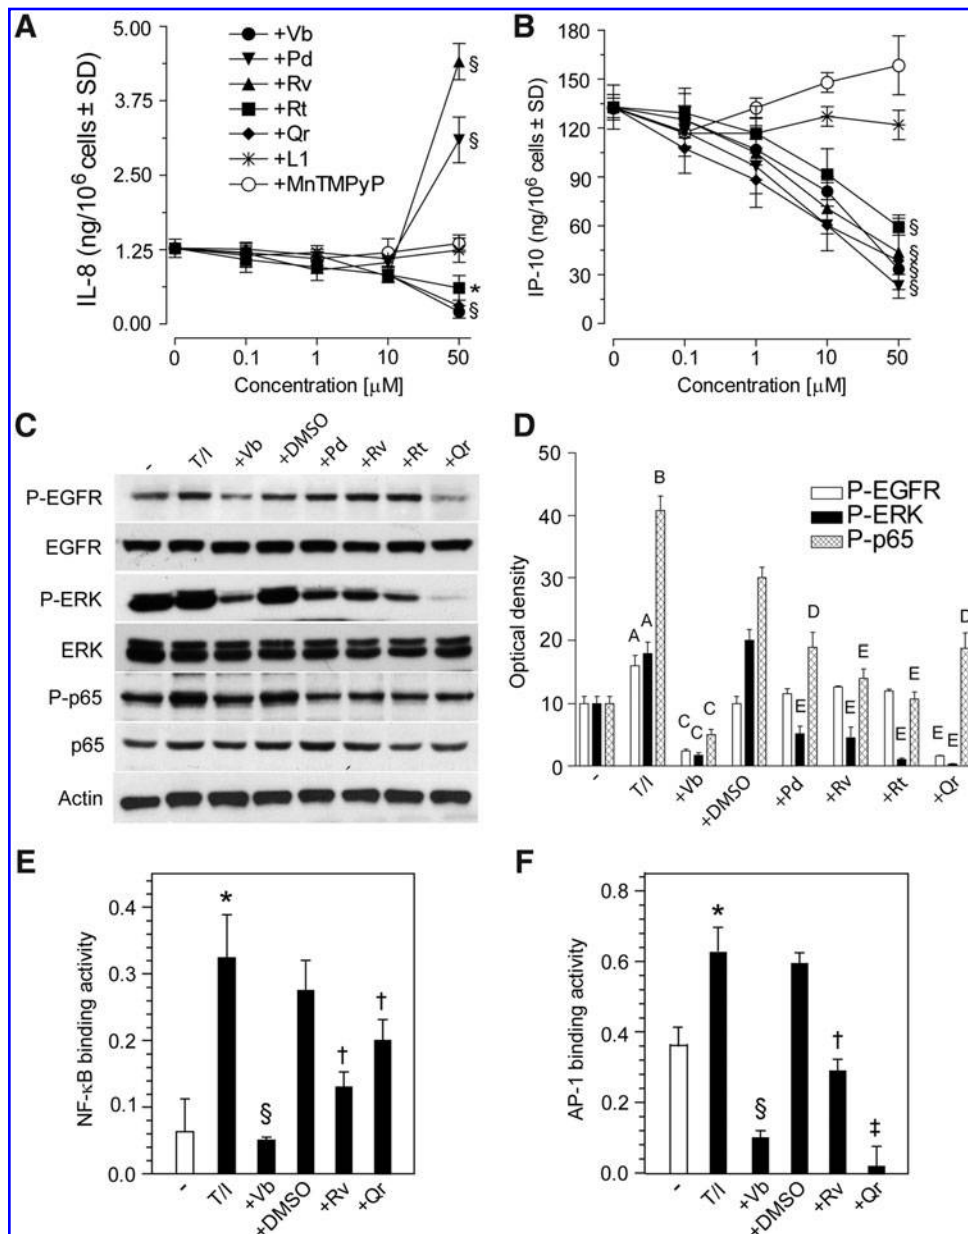 A
IL-8 (ng/10⁶ cells ± SD)
5.00
3.75
2.50
1.25
0.00
+Vb
+Pd
+Rv
+Rt
+Qr
+L1
+MnTMPyP
§
§
*
§
0 0.1 1 10 50
Concentration [μM]
B
IP-10 (ng/10⁶ cells ± SD)
180
150
120
90
60
30
0
§
§
§
§
§
0 0.1 1 10 50
Concentration [μM]
C
- T/I +Vb +DMSO +Pd +Rv +Rt +Qr
P-EGFR
EGFR
P-ERK
ERK
P-p65
p65
Actin
D
Optical density
50
40
30
20
10
0
P-EGFR
P-ERK
P-p65
A A B
C C C
E D
E E
E E
E E D
- T/I +Vb +DMSO +Pd +Rv +Rt +Qr
E
NF-κB binding activity
0.4
0.3
0.2
0.1
0.0
*
§
†
†
- T/I +Vb +DMSO +Rv +Qr
F
AP-1 binding activity
0.8
0.6
0.4
0.2
0.0
*
§
†
‡
- T/I +Vb +DMSO +Rv +Qr